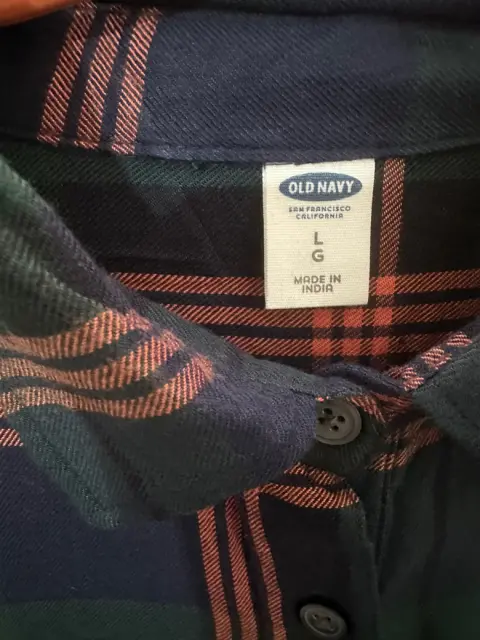 OLD NAVY
SAN FRANCISCO
CALIFORNIA
L
G
MADE IN
INDIA